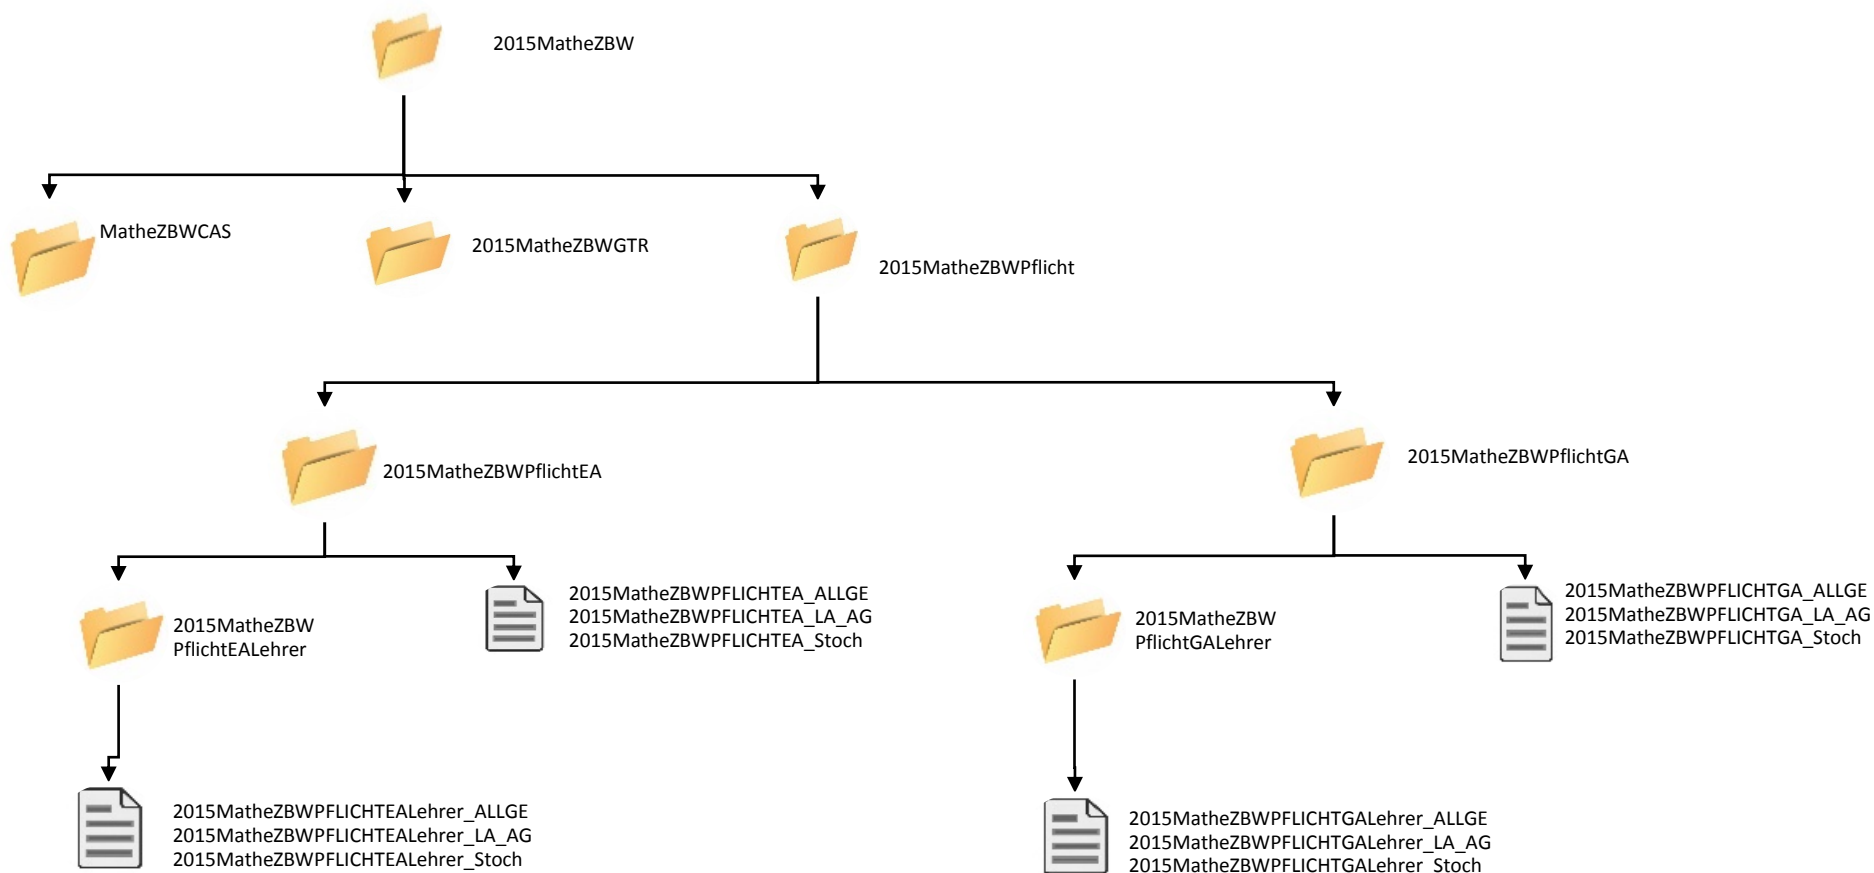 2015MatheZBW
MatheZBWCAS
2015MatheZBWGTR
2015MatheZBWPflicht
2015MatheZBWPflichtEA
2015MatheZBWPflichtGA
2015MatheZBW
PflichtEALehrer
2015MatheZBWPFLICHTEA_ALLGE
2015MatheZBWPFLICHTEA_LA_AG
2015MatheZBWPFLICHTEA_Stoch
2015MatheZBW
PflichtGALehrer
2015MatheZBWPFLICHTGA_ALLGE
2015MatheZBWPFLICHTGA_LA_AG
2015MatheZBWPFLICHTGA_Stoch
2015MatheZBWPFLICHTEALehrer_ALLGE
2015MatheZBWPFLICHTEALehrer_LA_AG
2015MatheZBWPFLICHTEALehrer_Stoch
2015MatheZBWPFLICHTGALehrer_ALLGE
2015MatheZBWPFLICHTGALehrer_LA_AG
2015MatheZBWPFLICHTGALehrer_Stoch